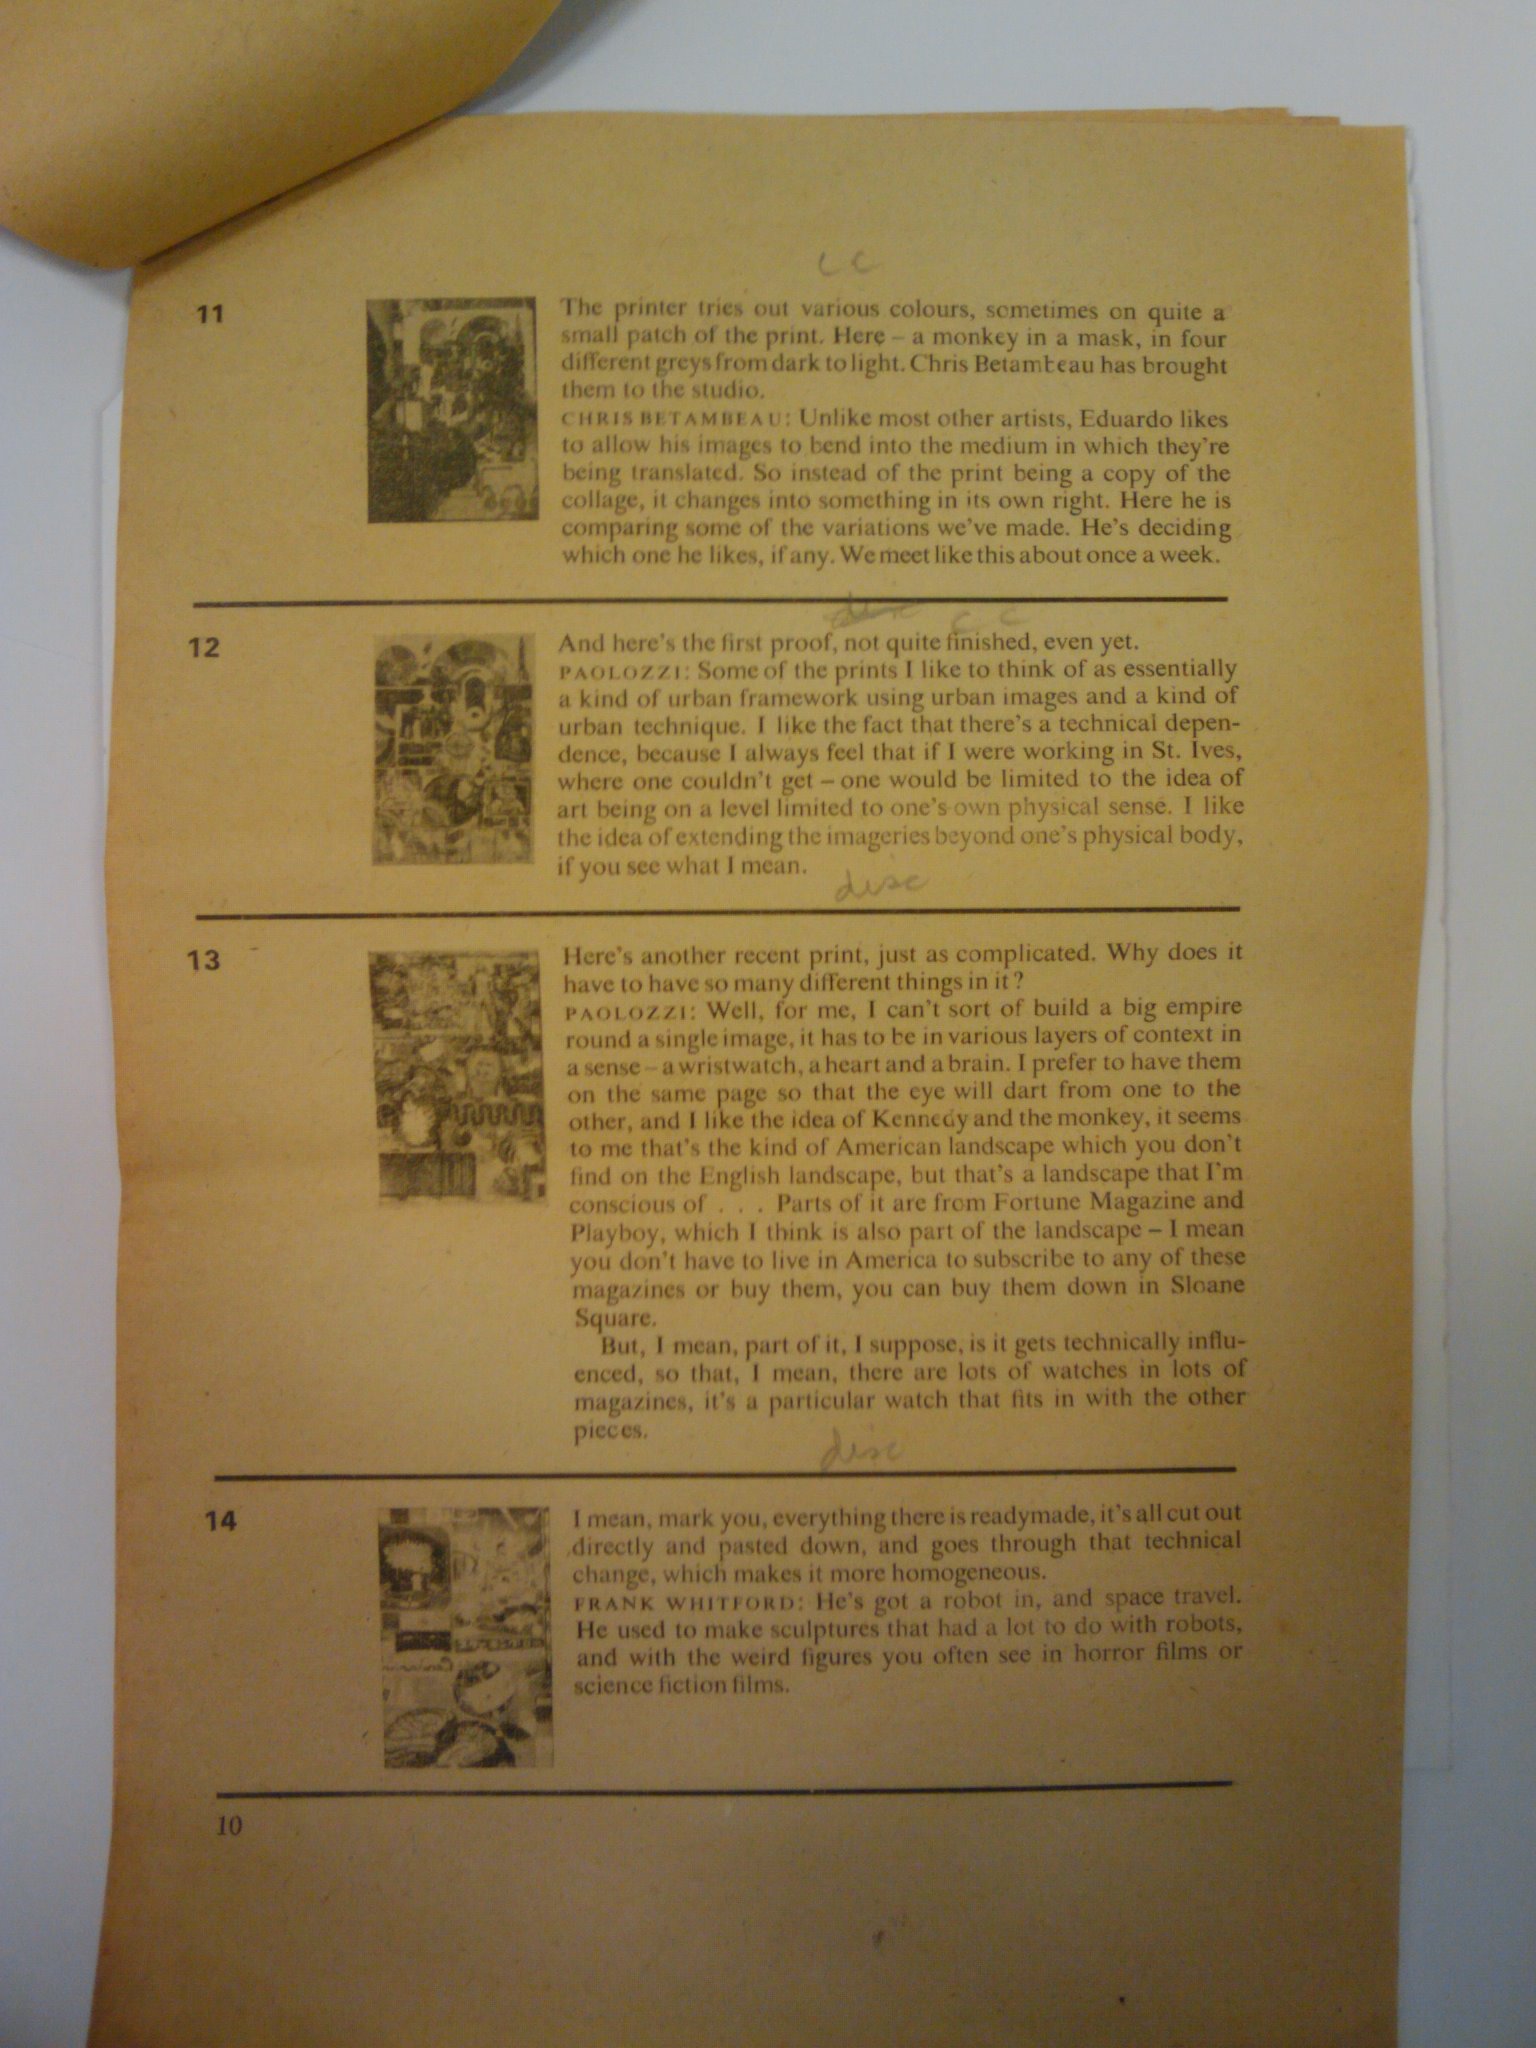 c c
11
The printer tries out various colours, sometimes on quite a
small patch of the print. Here – a monkey in a mask, in four
different greys from dark to light. Chris Betambeau has brought
them to the studio.
CHRIS BETAMBEAU: Unlike most other artists, Eduardo likes
to allow his images to bend into the medium in which they're
being translated. So instead of the print being a copy of the
collage, it changes into something in its own right. Here he is
comparing some of the variations we've made. He's deciding
which one he likes, if any. We meet like this about once a week.
disc c c
12
And here's the first proof, not quite finished, even yet.
PAOLOZZI: Some of the prints I like to think of as essentially
a kind of urban framework using urban images and a kind of
urban technique. I like the fact that there's a technical depen-
dence, because I always feel that if I were working in St. Ives,
where one couldn't get – one would be limited to the idea of
art being on a level limited to one's own physical sense. I like
the idea of extending the imageries beyond one's physical body,
if you see what I mean.
disc
13
Here's another recent print, just as complicated. Why does it
have to have so many different things in it?
PAOLOZZI: Well, for me, I can't sort of build a big empire
round a single image, it has to be in various layers of context in
a sense – a wristwatch, a heart and a brain. I prefer to have them
on the same page so that the eye will dart from one to the
other, and I like the idea of Kennedy and the monkey, it seems
to me that's the kind of American landscape which you don't
find on the English landscape, but that's a landscape that I'm
conscious of . . . Parts of it are from Fortune Magazine and
Playboy, which I think is also part of the landscape – I mean
you don't have to live in America to subscribe to any of these
magazines or buy them, you can buy them down in Sloane
Square.
But, I mean, part of it, I suppose, is it gets technically influ-
enced, so that, I mean, there are lots of watches in lots of
magazines, it's a particular watch that fits in with the other
pieces.
disc
14
I mean, mark you, everything there is readymade, it's all cut out
directly and pasted down, and goes through that technical
change, which makes it more homogeneous.
FRANK WHITFORD: He's got a robot in, and space travel.
He used to make sculptures that had a lot to do with robots,
and with the weird figures you often see in horror films or
science fiction films.
10